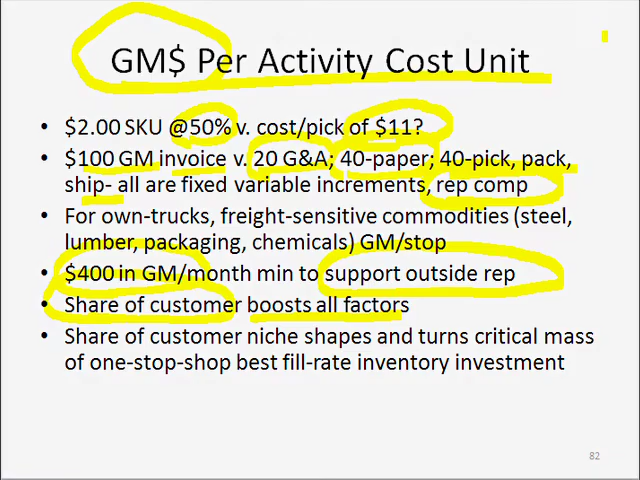 GM$ Per Activity Cost Unit
• $2.00 SKU @50% v. cost/pick of $11?
• $100 GM invoice v. 20 G&A; 40-paper; 40-pick, pack,
ship- all are fixed variable increments, rep comp
• For own-trucks, freight-sensitive commodities (steel,
lumber, packaging, chemicals) GM/stop
• $400 in GM/month min to support outside rep
• Share of customer boosts all factors
• Share of customer niche shapes and turns critical mass
of one-stop-shop best fill-rate inventory investment
82